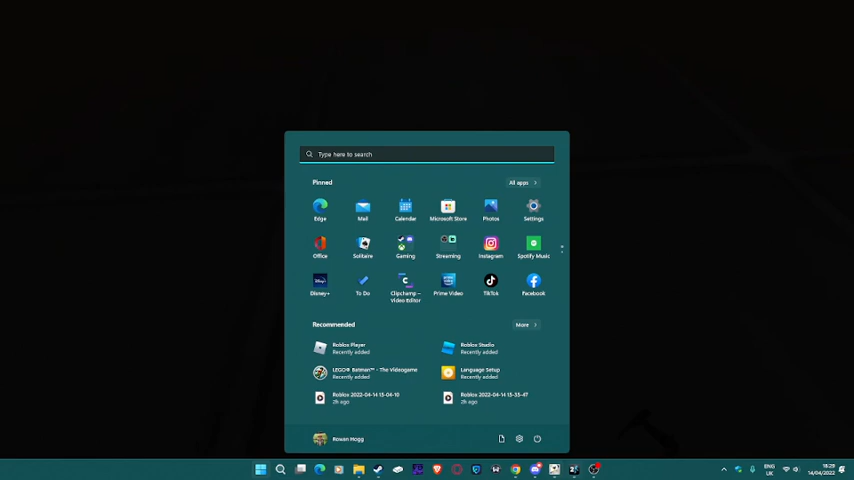 Type here to search
Pinned
All apps
Edge
Mail
Calendar
Microsoft Store
Photos
Settings
Office
Solitaire
Gaming
Streaming
Instagram
Spotify Music
Disney+
To Do
Clipchamp –
Video Editor
Prime Video
TikTok
Facebook
Recommended
More
Roblox Player
Recently added
Roblox Studio
Recently added
LEGO® Batman™ - The Videogame
Recently added
Language Setup
Recently added
Roblox 2022-04-14 15-04-10
2h ago
Roblox 2022-04-14 15-33-47
2h ago
Rowen Hogg
ENG
UK
14/04/2022